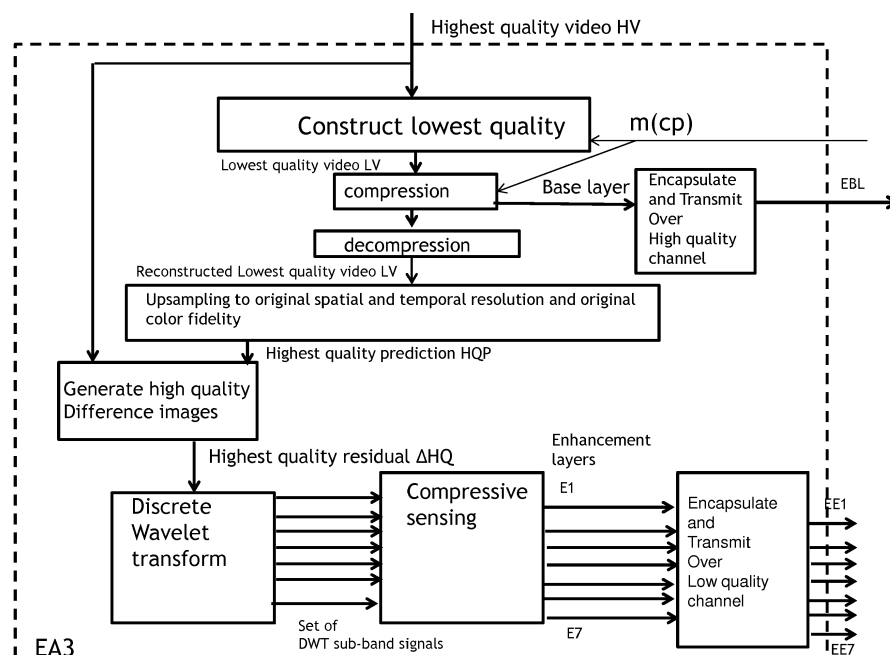 Highest quality video HV
Construct lowest quality
m(cp)
Lowest quality video LV
compression
Base layer
Encapsulate
and Transmit
Over
High quality
channel
EBL
decompression
Reconstructed Lowest quality video LV
Upsampling to original spatial and temporal resolution and original
color fidelity
Highest quality prediction HQP
Generate high quality
Difference images
Highest quality residual ΔHQ
Enhancement
layers
E1
Discrete
Wavelet
transform
Compressive
sensing
Encapsulate
and
Transmit
Over
Low quality
channel
EE1
Set of
DWT sub-band signals
E7
EE7
EA3